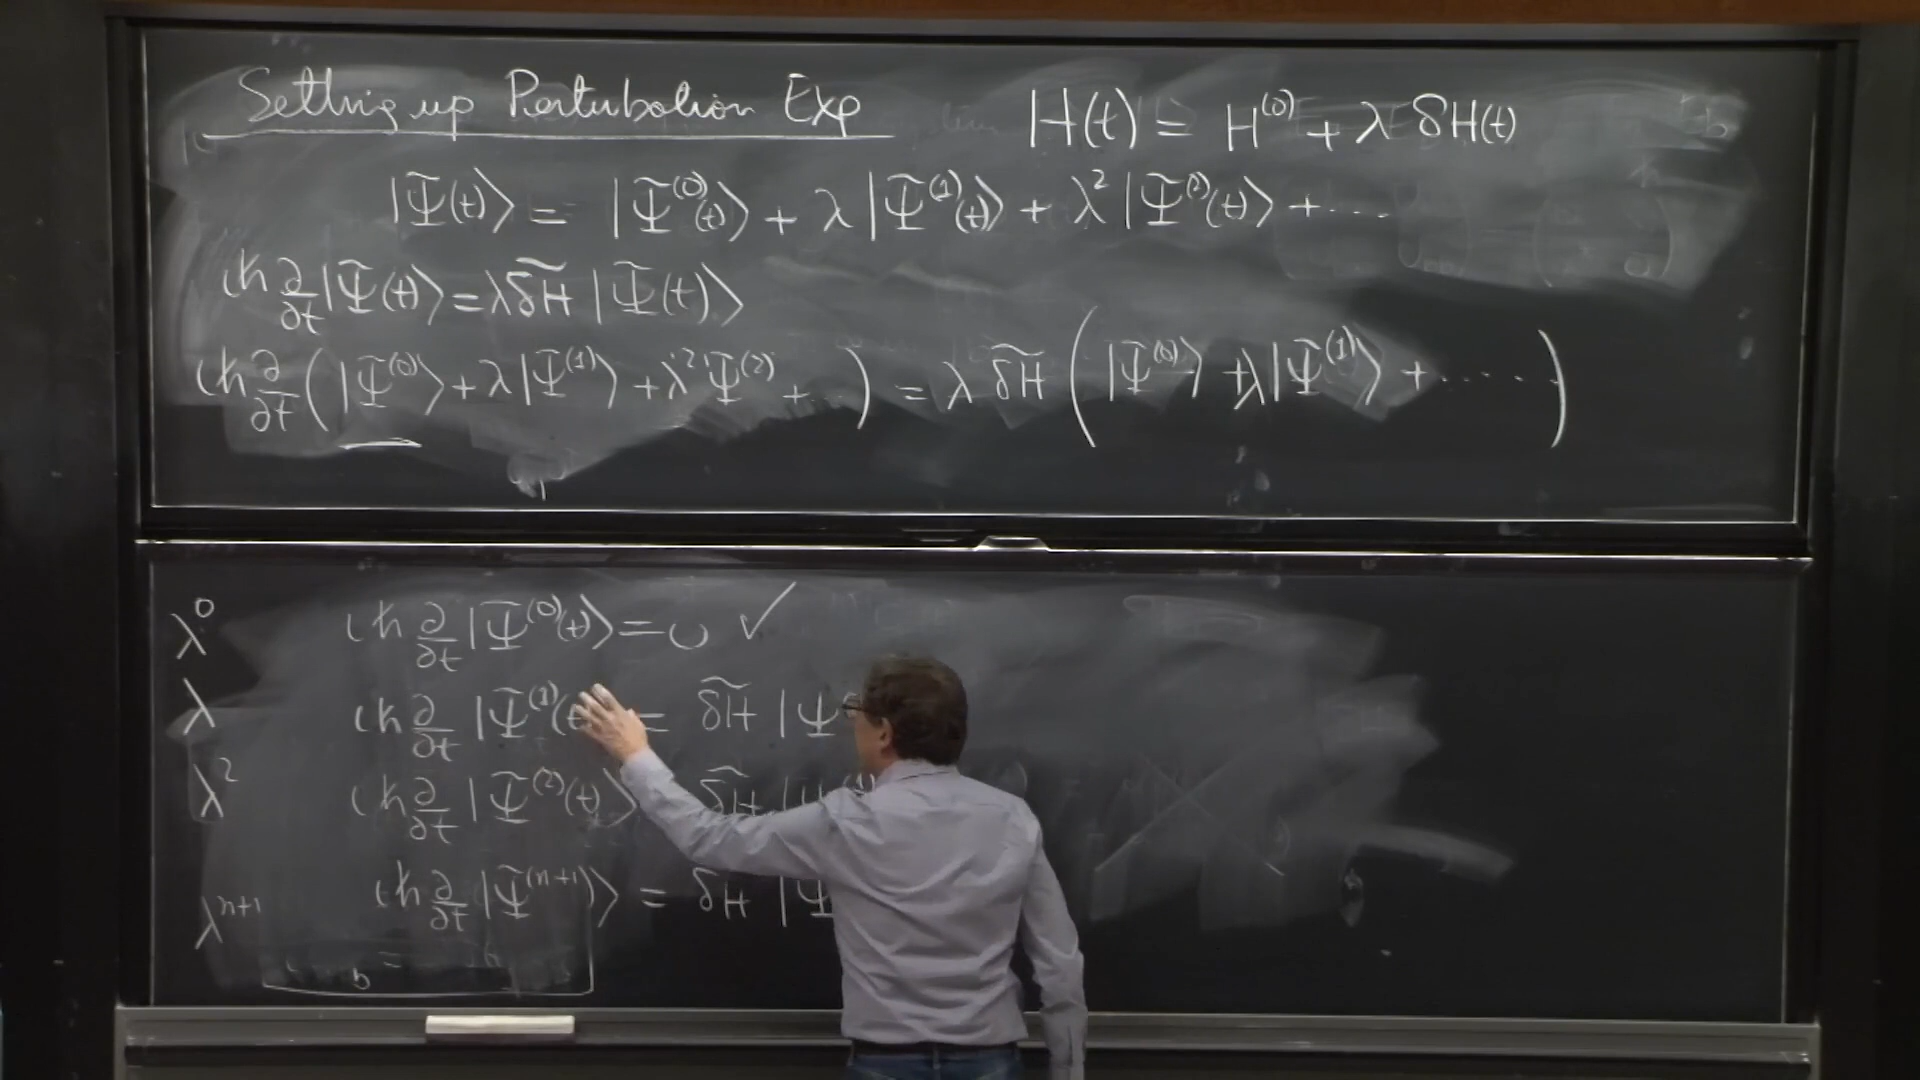 Setting up Perturbation Exp
H(t) = H⁽⁰⁾ + λ δH(t)
|Ψ̃(t)⟩ = |Ψ̃⁽⁰⁾(t)⟩ + λ |Ψ̃⁽¹⁾(t)⟩ + λ² |Ψ̃⁽²⁾(t)⟩ + ....
iħ ∂/∂t |Ψ̃(t)⟩ = λ δH̃ |Ψ̃(t)⟩
iħ ∂/∂t ( |Ψ̃⁽⁰⁾⟩ + λ |Ψ̃⁽¹⁾⟩ + λ² Ψ̃⁽²⁾ + .. ) = λ δH̃ ( |Ψ̃⁽⁰⁾⟩ + λ |Ψ̃⁽¹⁾⟩ + ..... )
λ⁰ iħ ∂/∂t |Ψ̃⁽⁰⁾(t)⟩ = 0 ✓
λ iħ ∂/∂t |Ψ̃⁽¹⁾(t = δH̃ |Ψ
λ² iħ ∂/∂t |Ψ̃⁽²⁾(t)⟩ δH̃ |Ψ
λⁿ⁺¹ iħ ∂/∂t |Ψ̃⁽ⁿ⁺¹⁾⟩ = δH |Ψ